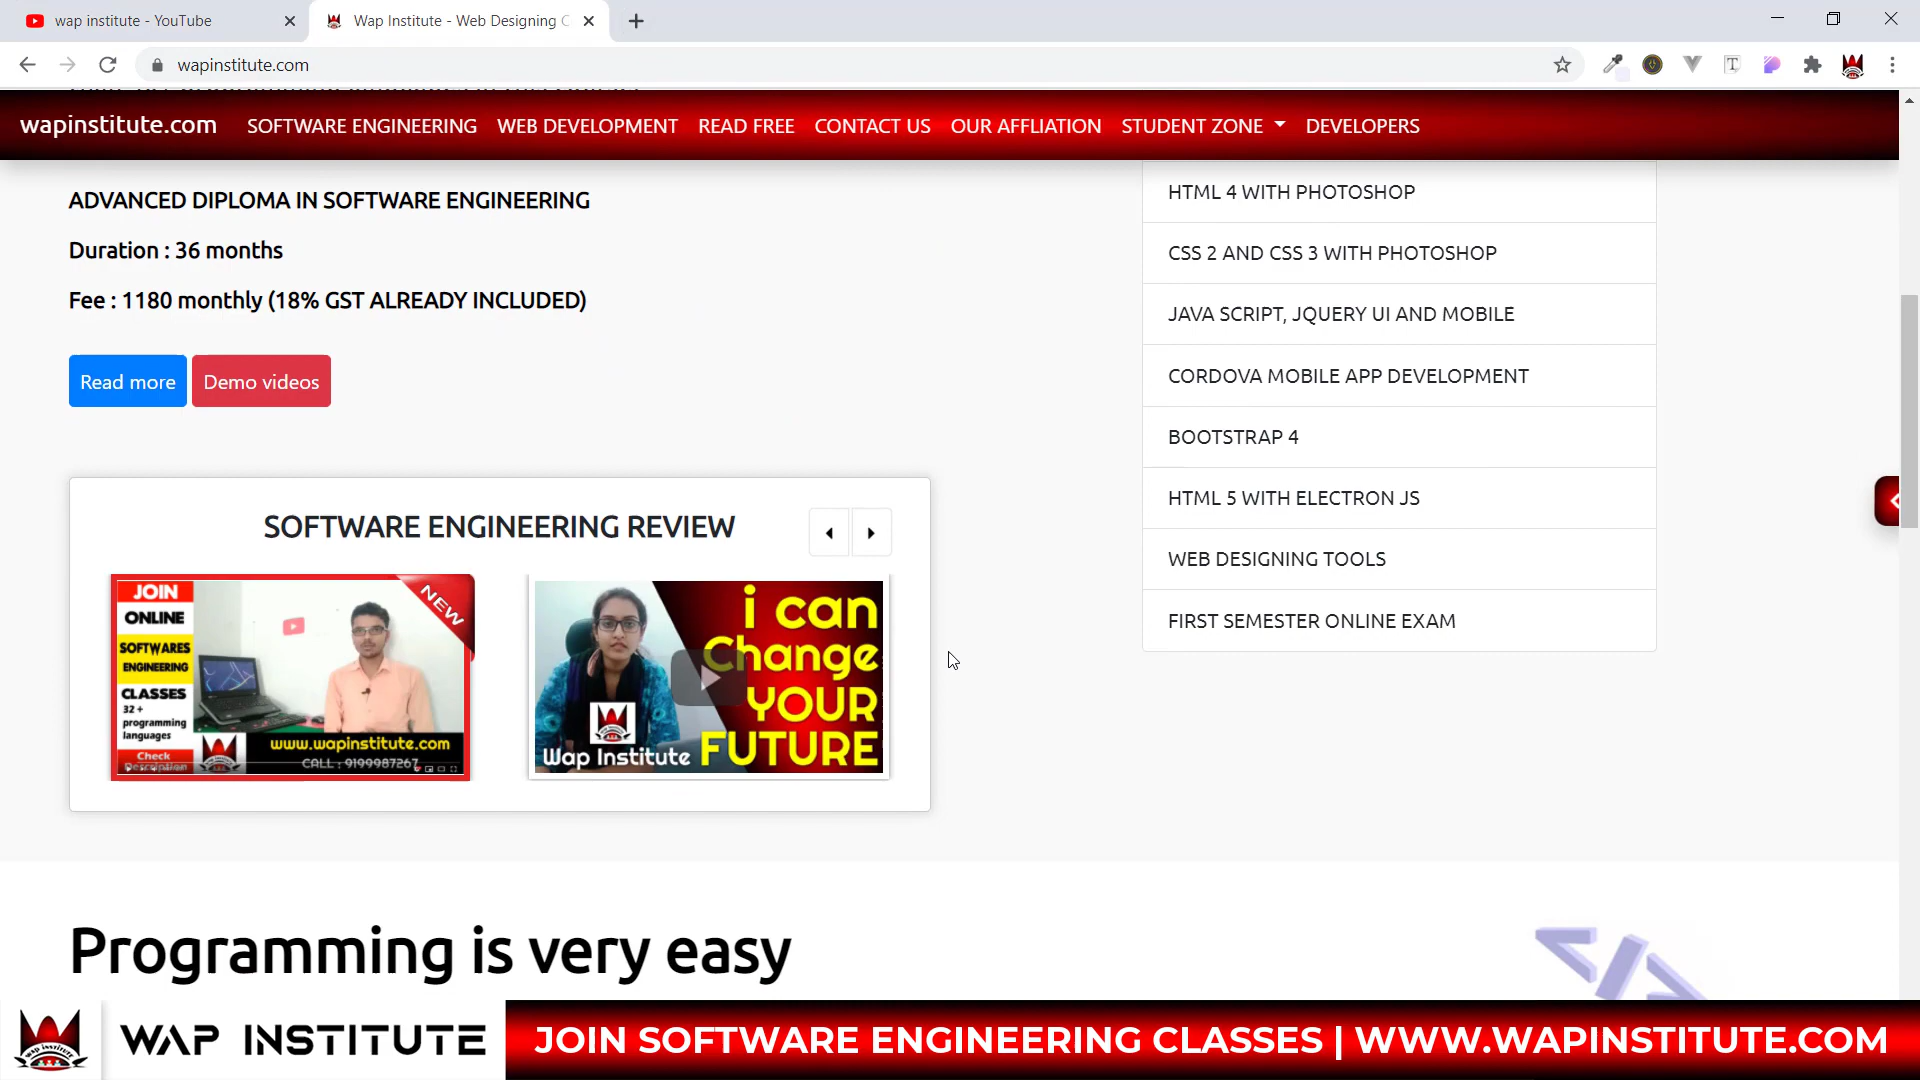 wap institute - YouTube
Wap Institute - Web Designing C
wapinstitute.com
wapinstitute.com
SOFTWARE ENGINEERING
WEB DEVELOPMENT
READ FREE
CONTACT US
OUR AFFLIATION
STUDENT ZONE
DEVELOPERS
ADVANCED DIPLOMA IN SOFTWARE ENGINEERING
Duration : 36 months
Fee : 1180 monthly (18% GST ALREADY INCLUDED)
Read more
Demo videos
HTML 4 WITH PHOTOSHOP
CSS 2 AND CSS 3 WITH PHOTOSHOP
JAVA SCRIPT, JQUERY UI AND MOBILE
CORDOVA MOBILE APP DEVELOPMENT
BOOTSTRAP 4
HTML 5 WITH ELECTRON JS
WEB DESIGNING TOOLS
FIRST SEMESTER ONLINE EXAM
SOFTWARE ENGINEERING REVIEW
JOIN
ONLINE
SOFTWARES
ENGINEERING
CLASSES
32 +
programming
languages
Check
Description
NEW
www.wapinstitute.com
CALL : 9199987267
i can
Change
YOUR
FUTURE
Wap Institute
Programming is very easy
WAP INSTITUTE
JOIN SOFTWARE ENGINEERING CLASSES | WWW.WAPINSTITUTE.COM